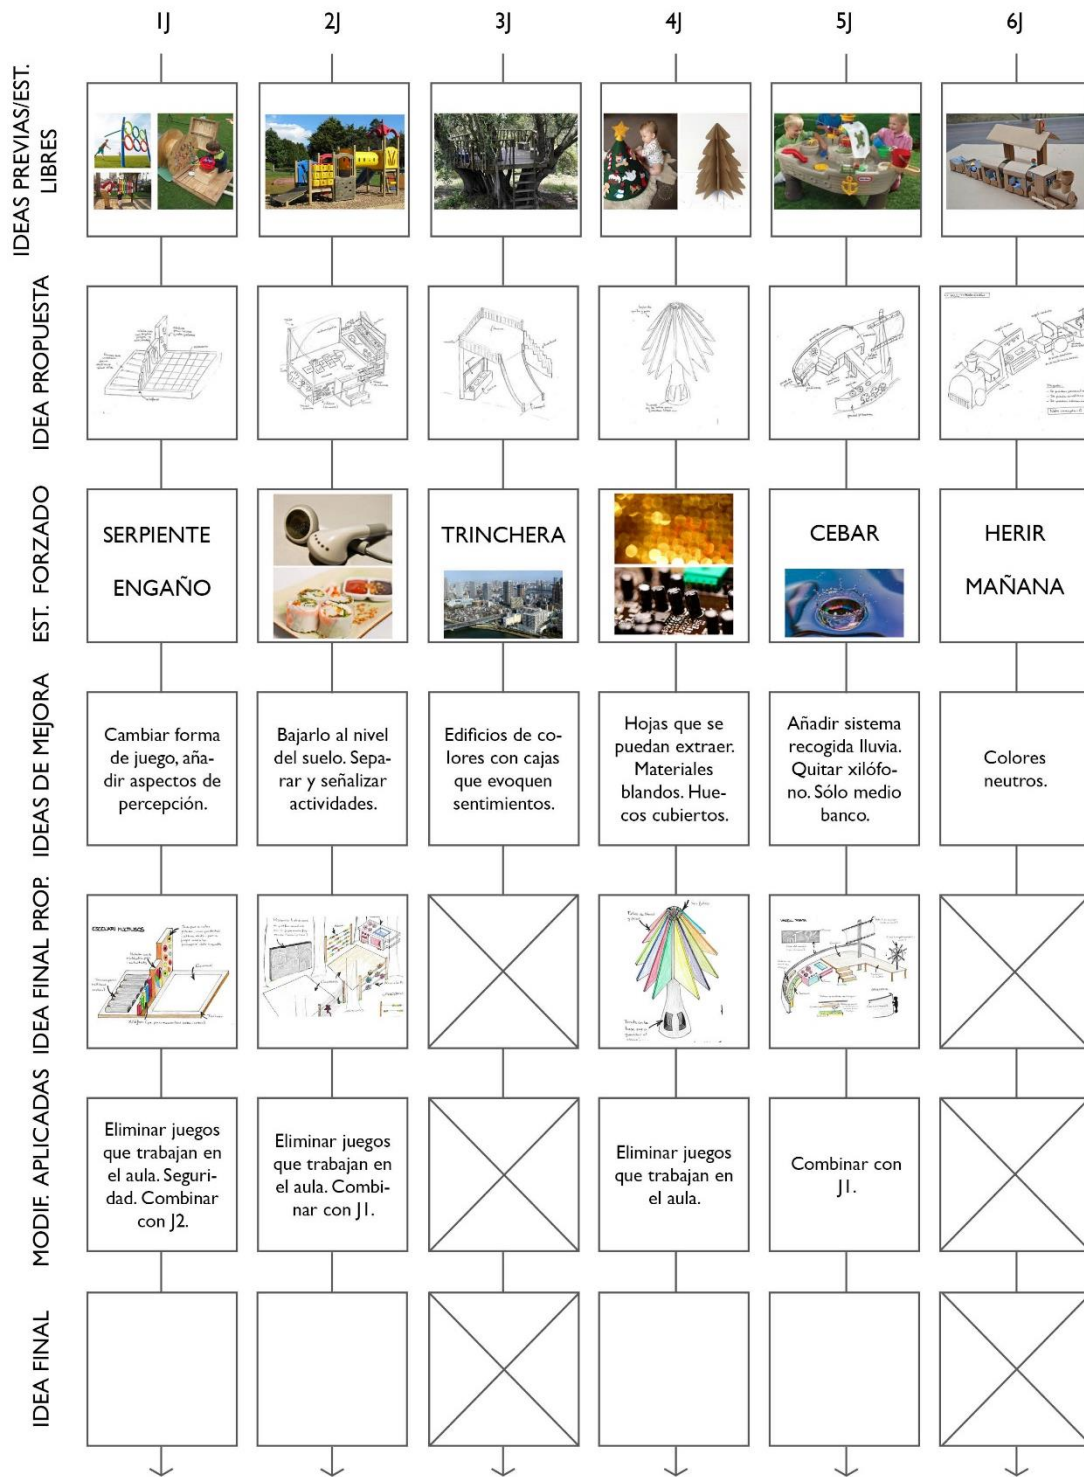 1J 2J 3J 4J 5J 6J
IDEAS PREVIAS/EST.
LIBRES
IDEA PROPUESTA
EST. FORZADO
SERPIENTE
ENGAÑO
TRINCHERA
CEBAR
HERIR
MAÑANA
IDEAS DE MEJORA
Cambiar forma
de juego, aña-
dir aspectos de
percepción.
Bajarlo al nivel
del suelo. Sepa-
rar y señalizar
actividades.
Edificios de co-
lores con cajas
que evoquen
sentimientos.
Hojas que se
puedan extraer.
Materiales
blandos. Hue-
cos cubiertos.
Añadir sistema
recogida lluvia.
Quitar xilófo-
no. Sólo medio
banco.
Colores
neutros.
IDEA FINAL PROP.
MODIF. APLICADAS
Eliminar juegos
que trabajan en
el aula. Seguri-
dad. Combinar
con J2.
Eliminar juegos
que trabajan en
el aula. Combi-
nar con J1.
Eliminar juegos
que trabajan en
el aula.
Combinar con
J1.
IDEA FINAL